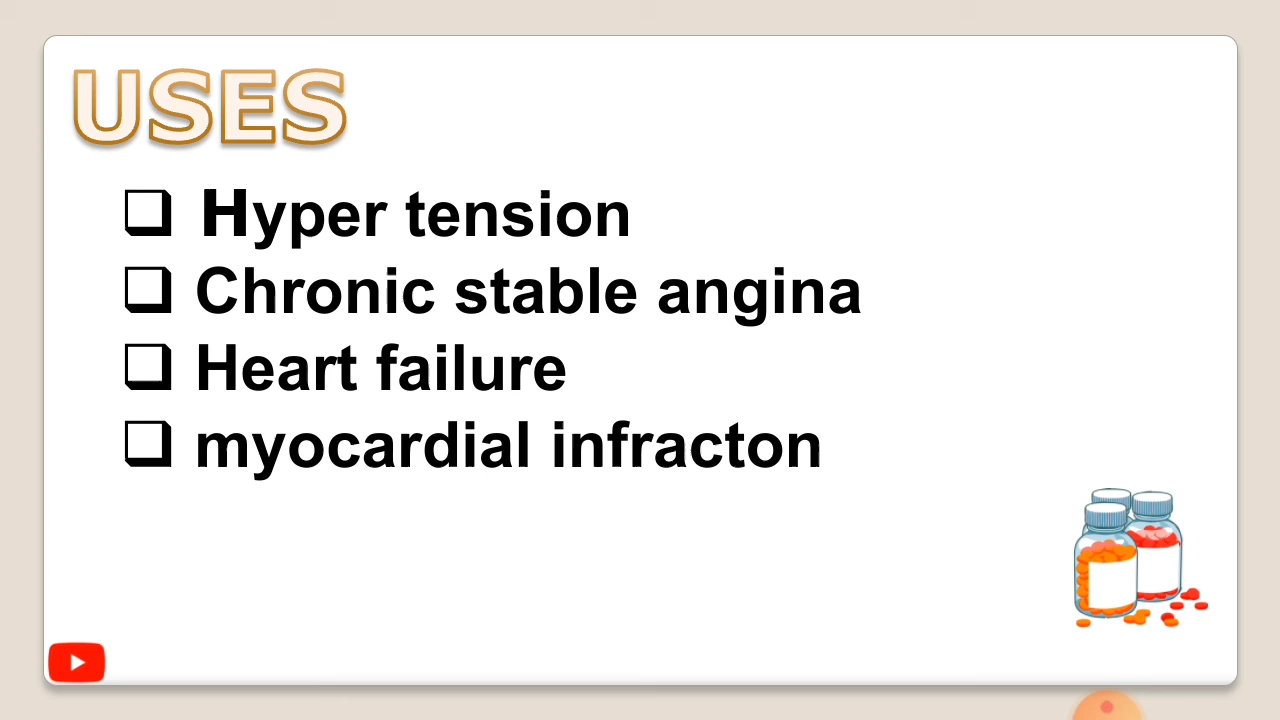 USES
Hyper tension
Chronic stable angina
Heart failure
myocardial infracton